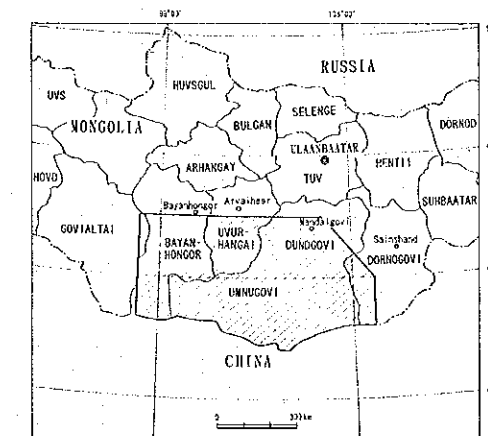 RUSSIA
HUVSGUL
UVS
SELENGE
BULGAN
DORNOD
MONGOLIA
ULAANBAATAR
HENTII
ARHANGAY
TUV
HOVD
SUHBAATAR
Arvaiheer
Bayanhongor
GOVIALTAI
UVUR-
HANGAI
Mandalgovi
BAYAN-
HONGOR
DUNDGOVI
Sainshand
DORNOGOVI
UMNUGOVI
CHINA
0